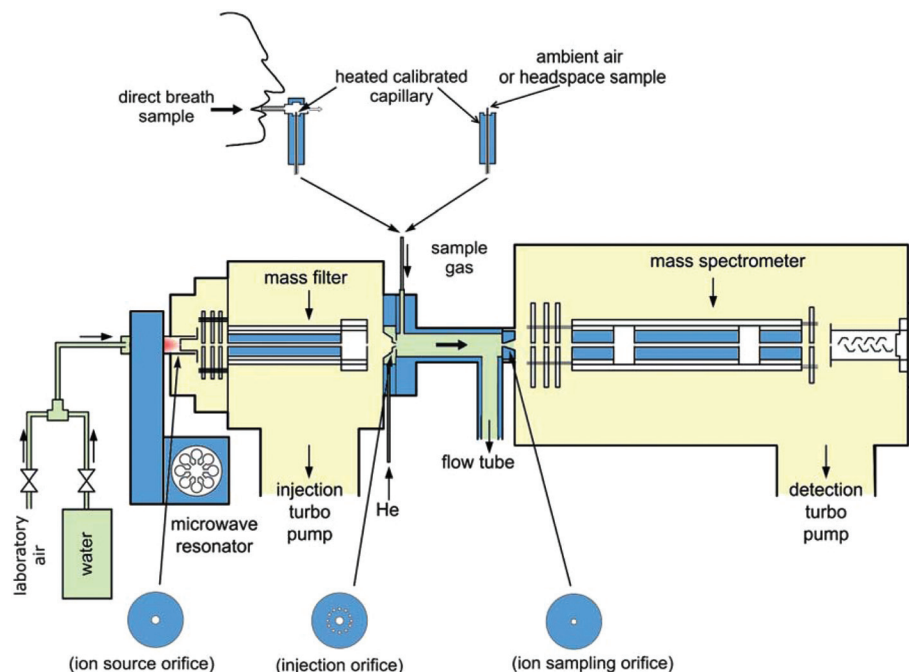 direct breath
sample
heated calibrated
capillary
ambient air
or headspace sample
sample
gas
mass filter
mass spectrometer
flow tube
He
injection
turbo
pump
detection
turbo
pump
microwave
resonator
laboratory
air
water
(ion source orifice)
(injection orifice)
(ion sampling orifice)